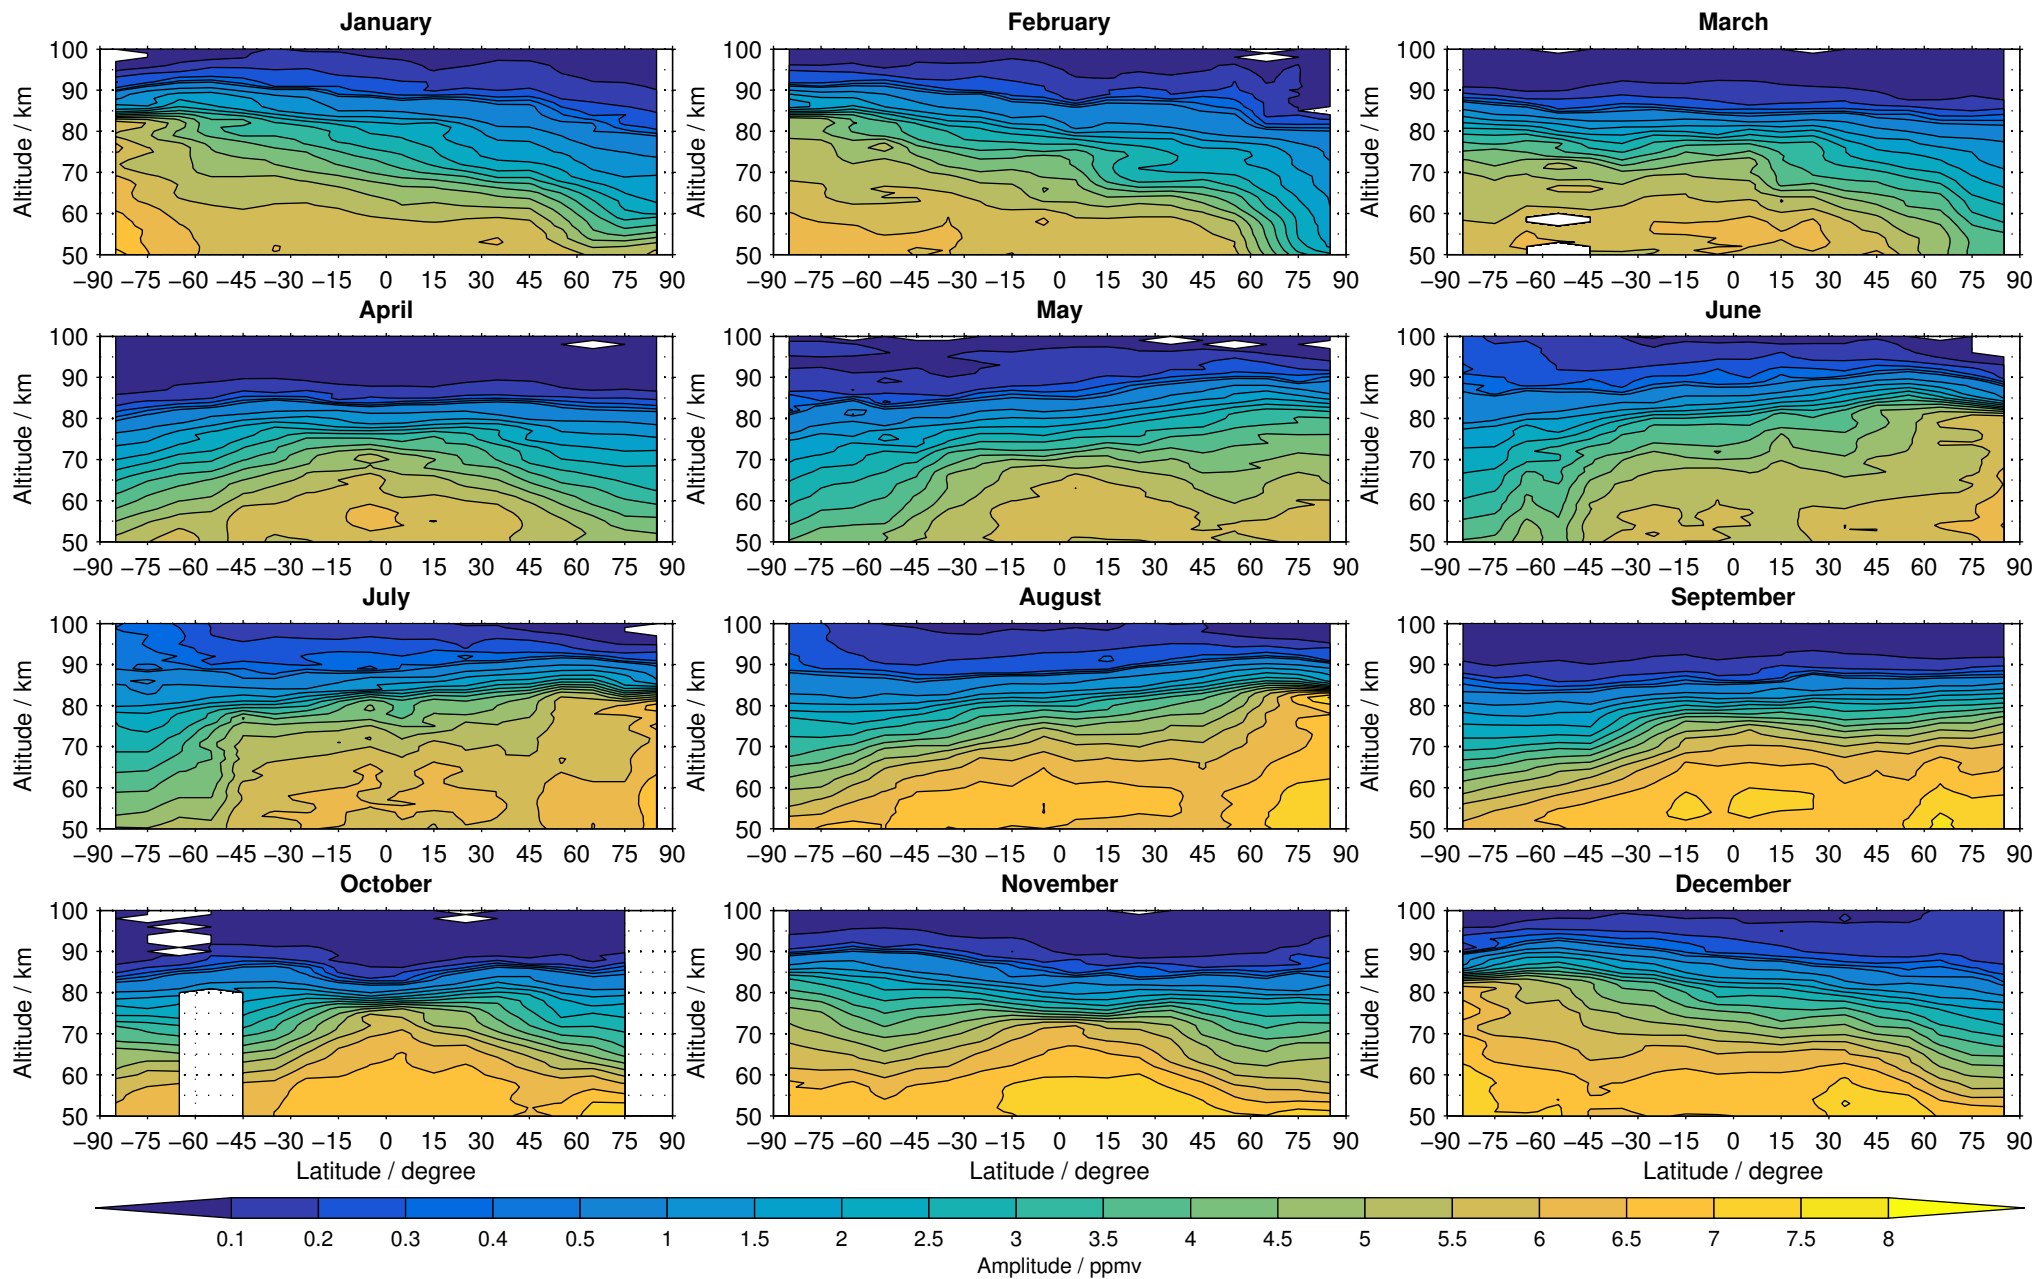 January February March
100 100 100
90 90 90
80 80 80
70 70 70
60 60 60
50 50 50
Altitude / km Altitude / km Altitude / km
−90 −75 −60 −45 −30 −15 0 15 30 45 60 75 90 −90 −75 −60 −45 −30 −15 0 15 30 45 60 75 90 −90 −75 −60 −45 −30 −15 0 15 30 45 60 75 90
April May June
100 100 100
90 90 90
80 80 80
70 70 70
60 60 60
50 50 50
Altitude / km Altitude / km Altitude / km
−90 −75 −60 −45 −30 −15 0 15 30 45 60 75 90 −90 −75 −60 −45 −30 −15 0 15 30 45 60 75 90 −90 −75 −60 −45 −30 −15 0 15 30 45 60 75 90
July August September
100 100 100
90 90 90
80 80 80
70 70 70
60 60 60
50 50 50
Altitude / km Altitude / km Altitude / km
−90 −75 −60 −45 −30 −15 0 15 30 45 60 75 90 −90 −75 −60 −45 −30 −15 0 15 30 45 60 75 90 −90 −75 −60 −45 −30 −15 0 15 30 45 60 75 90
October November December
100 100 100
90 90 90
80 80 80
70 70 70
60 60 60
50 50 50
Altitude / km Altitude / km Altitude / km
−90 −75 −60 −45 −30 −15 0 15 30 45 60 75 90 −90 −75 −60 −45 −30 −15 0 15 30 45 60 75 90 −90 −75 −60 −45 −30 −15 0 15 30 45 60 75 90
Latitude / degree Latitude / degree Latitude / degree
0.1 0.2 0.3 0.4 0.5 1 1.5 2 2.5 3 3.5 4 4.5 5 5.5 6 6.5 7 7.5 8
Amplitude / ppmv